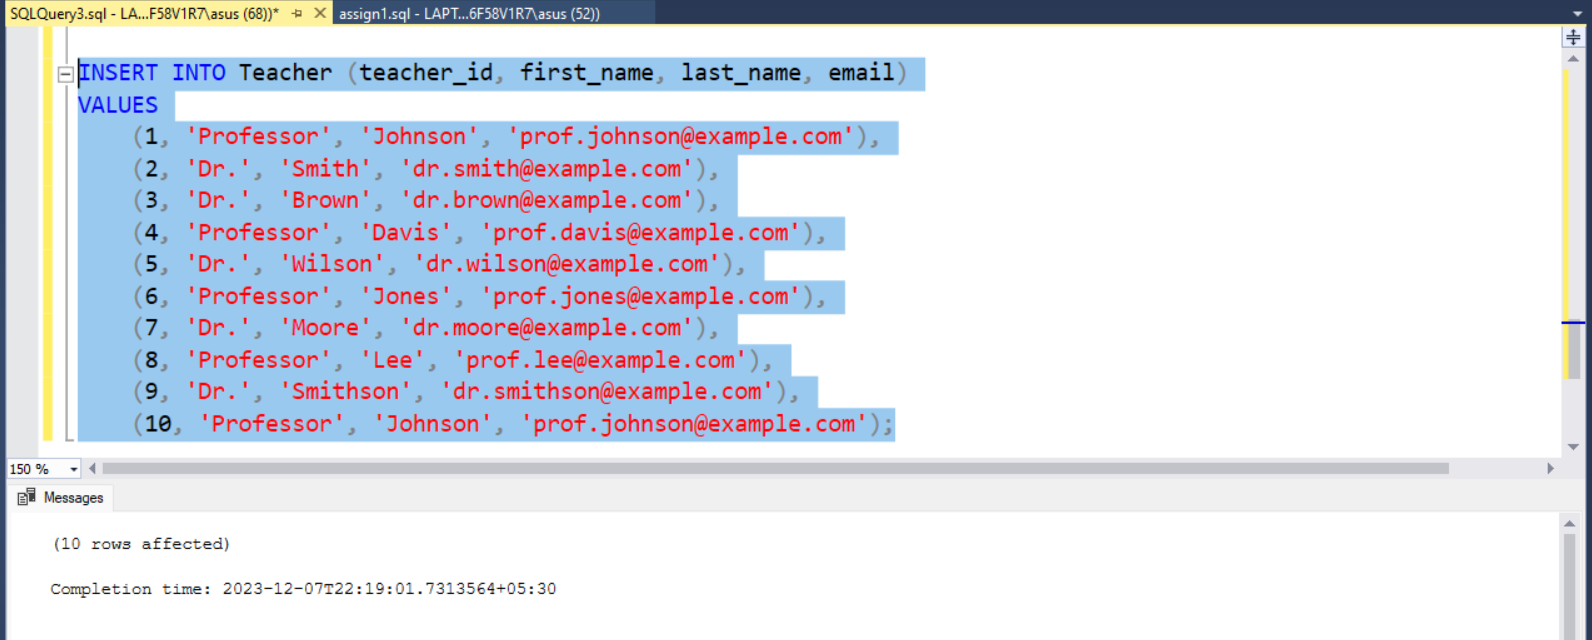 SQLQuery3.sql - LA...F58V1R7\asus (68))* assign1.sql - LAPT...6F58V1R7\asus (52))
INSERT INTO Teacher (teacher_id, first_name, last_name, email)
VALUES
(1, 'Professor', 'Johnson', 'prof.johnson@example.com'),
(2, 'Dr.', 'Smith', 'dr.smith@example.com'),
(3, 'Dr.', 'Brown', 'dr.brown@example.com'),
(4, 'Professor', 'Davis', 'prof.davis@example.com'),
(5, 'Dr.', 'Wilson', 'dr.wilson@example.com'),
(6, 'Professor', 'Jones', 'prof.jones@example.com'),
(7, 'Dr.', 'Moore', 'dr.moore@example.com'),
(8, 'Professor', 'Lee', 'prof.lee@example.com'),
(9, 'Dr.', 'Smithson', 'dr.smithson@example.com'),
(10, 'Professor', 'Johnson', 'prof.johnson@example.com');
150 %
Messages
(10 rows affected)
Completion time: 2023-12-07T22:19:01.7313564+05:30